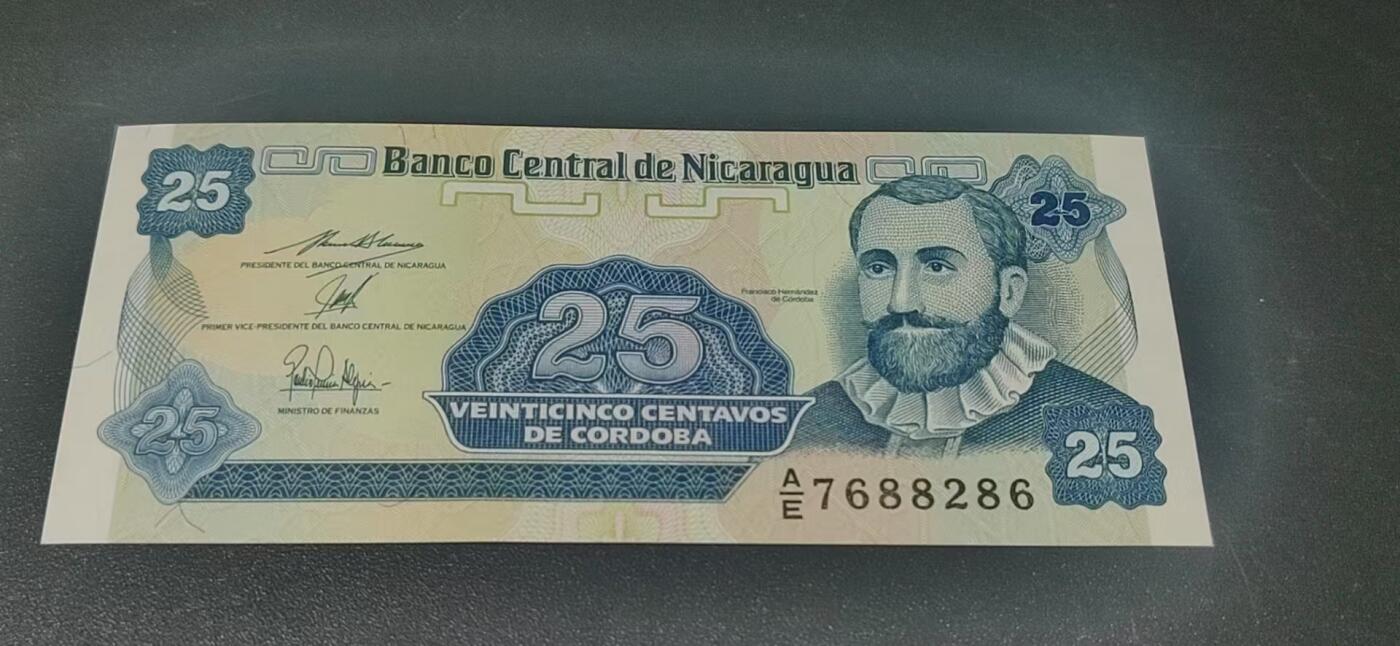 25
Banco Central de Nicaragua
25
PRESIDENTE DEL BANCO CENTRAL DE NICARAGUA
Francisco Hernández
de Córdoba
PRIMER VICE-PRESIDENTE DEL BANCO CENTRAL DE NICARAGUA
25
MINISTRO DE FINANZAS
VEINTICINCO CENTAVOS
DE CORDOBA
25
25
A/E 7688286